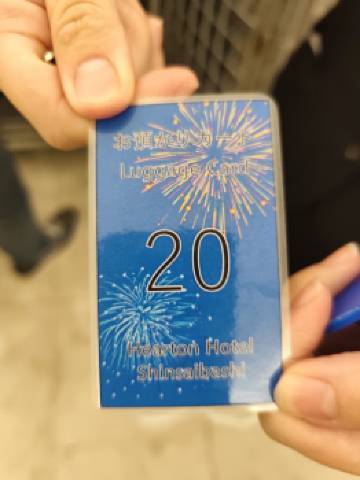 お預かりカード
Luggage Card
20
Hearton Hotel
Shinsaibashi